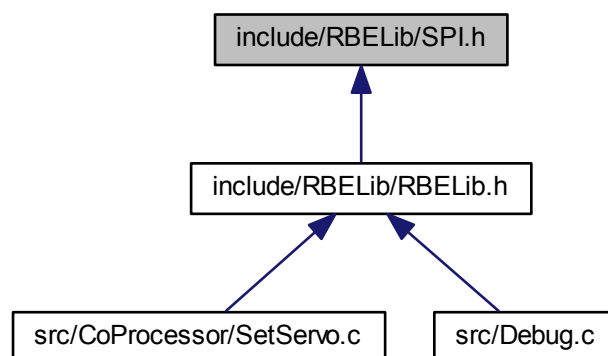 include/RBELib/SPI.h
include/RBELib/RBELib.h
src/CoProcessor/SetServo.c
src/Debug.c